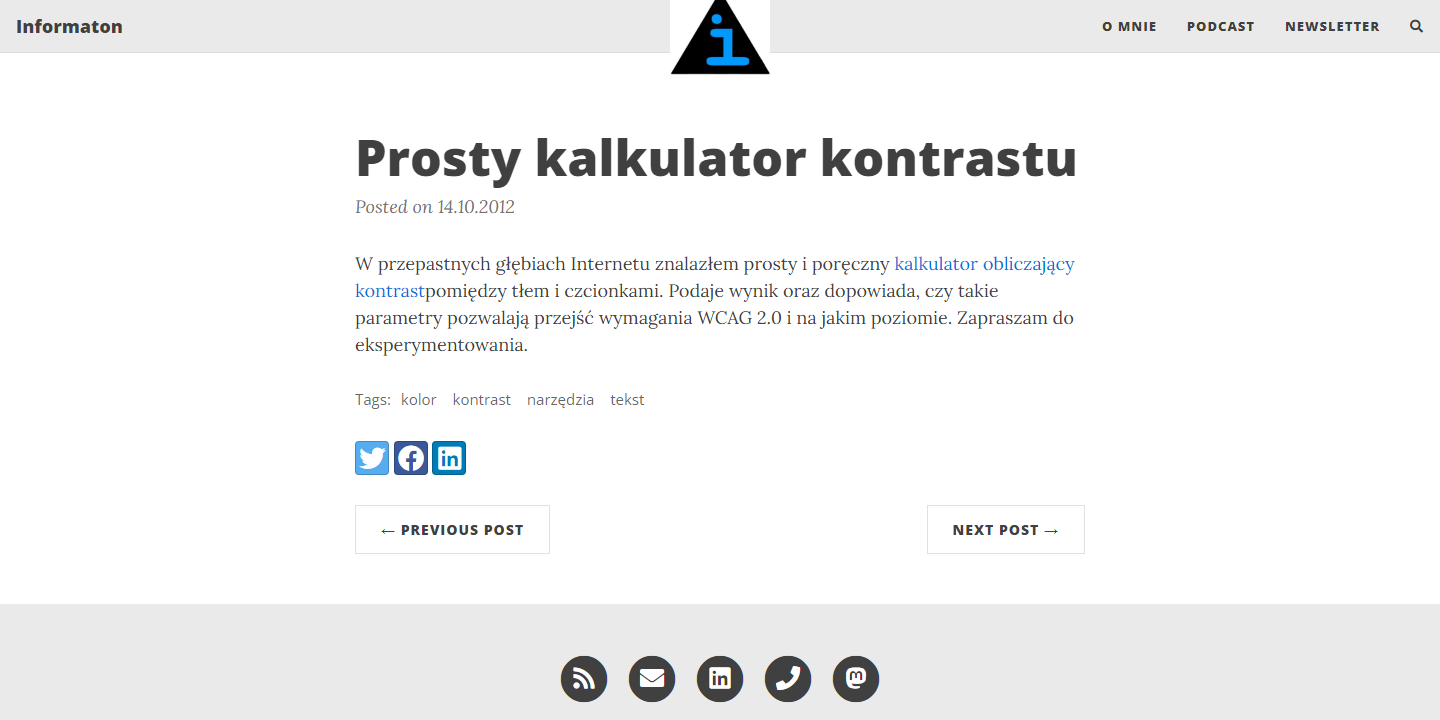 Informaton
i
O MNIE
PODCAST
NEWSLETTER
Prosty kalkulator kontrastu
Posted on 14.10.2012
W przepastnych głębiach Internetu znalazłem prosty i poręczny kalkulator obliczający
kontrastpomiędzy tłem i czcionkami. Podaje wynik oraz dopowiada, czy takie
parametry pozwalają przejść wymagania WCAG 2.0 i na jakim poziomie. Zapraszam do
eksperymentowania.
Tags: kolor kontrast narzędzia tekst
← PREVIOUS POST
NEXT POST →